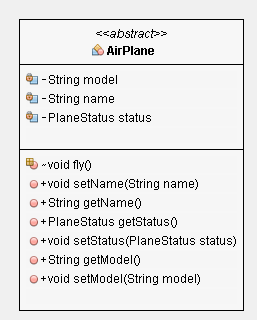 <<abstract>>
AirPlane
- String model
- String name
- PlaneStatus status
~void fly()
+void setName(String name)
+String getName()
+PlaneStatus getStatus()
+void setStatus(PlaneStatus status)
+String getModel()
+void setModel(String model)